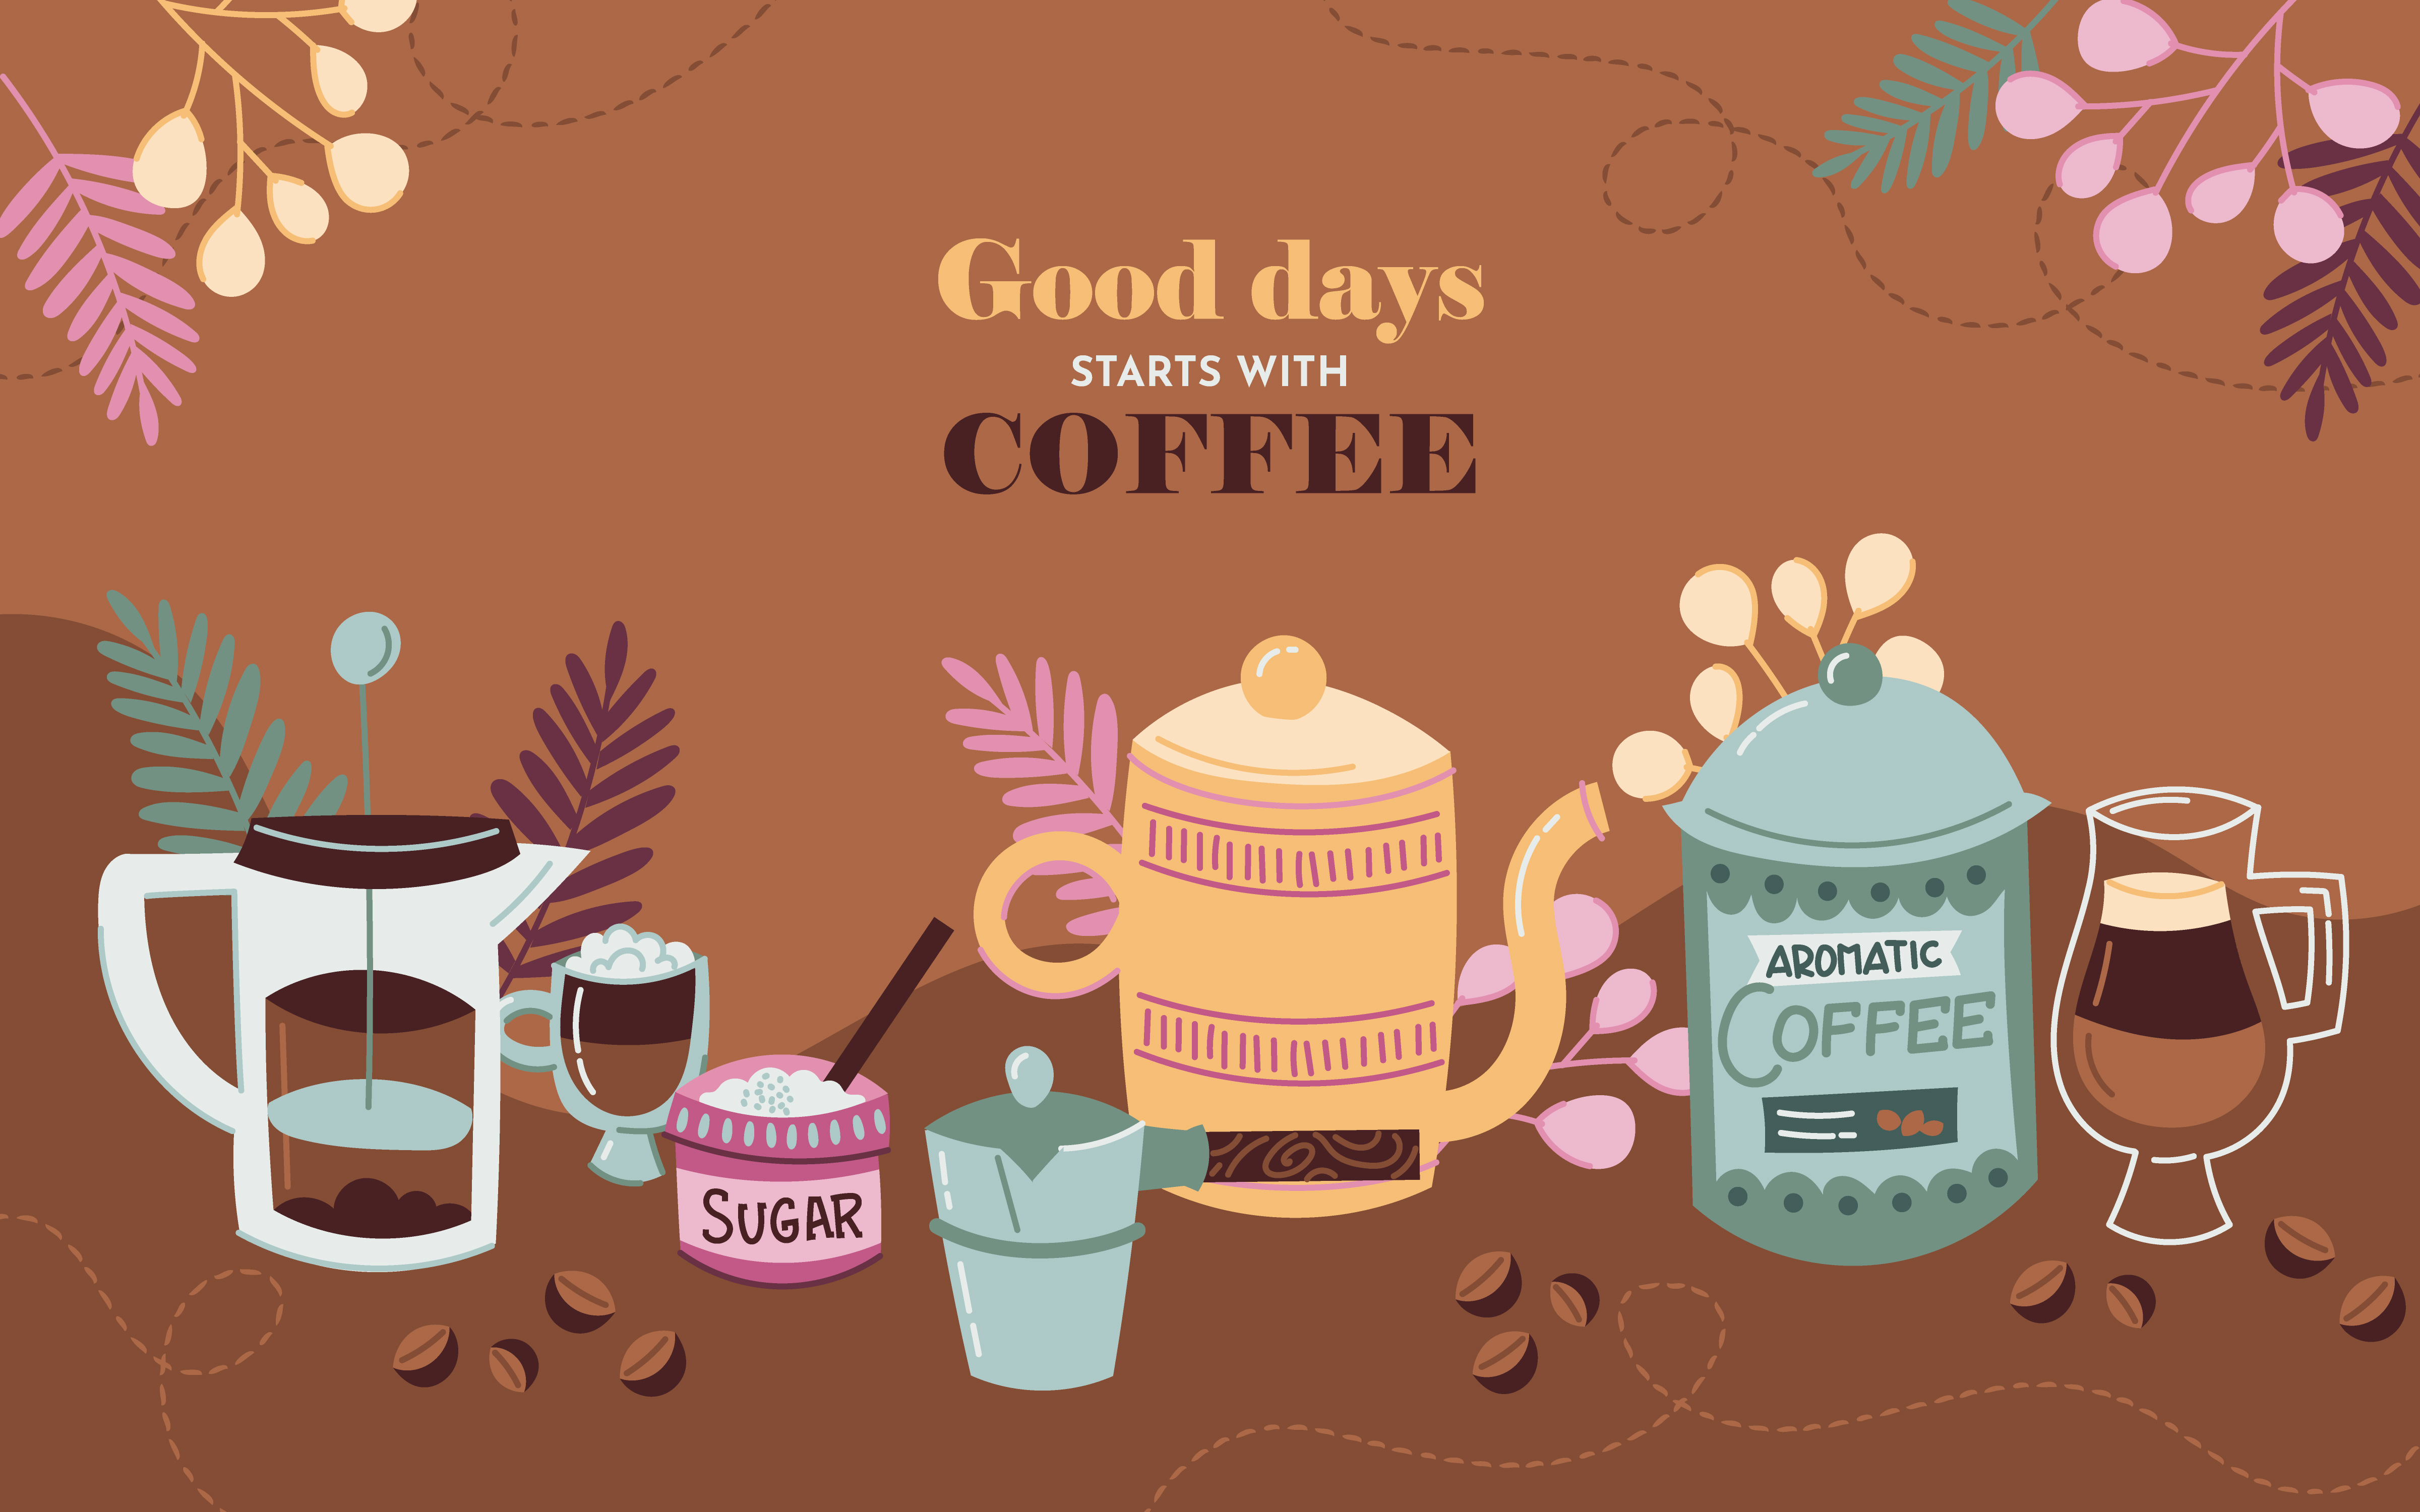 Good days
STARTS WITH
COFFEE
SUGAR
AROMATIC
COFFEE